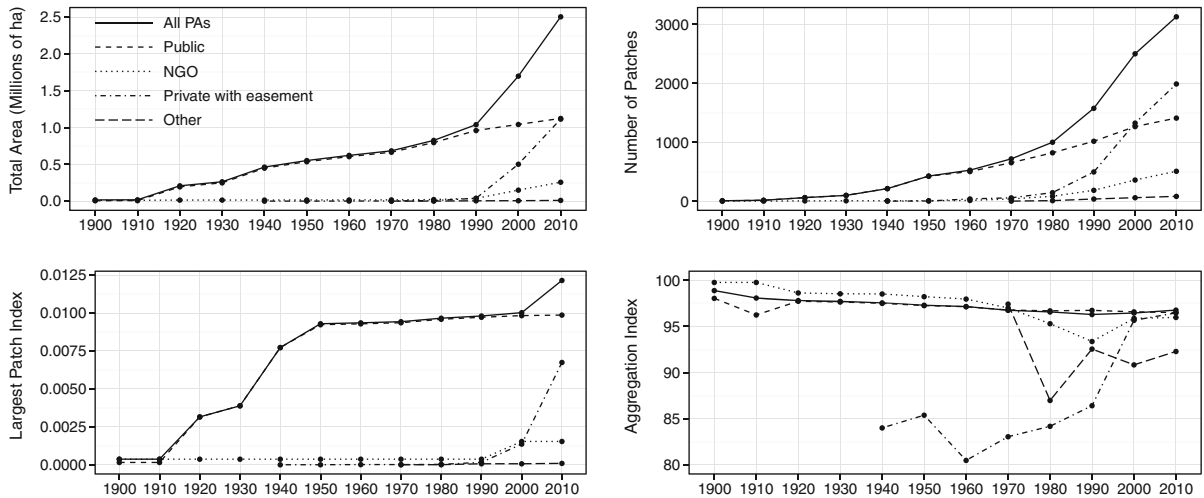 Total Area (Millions of ha)
2.5
2.0
1.5
1.0
0.5
0.0
All PAs
Public
NGO
Private with easement
Other
1900 1910 1920 1930 1940 1950 1960 1970 1980 1990 2000 2010
Number of Patches
3000
2000
1000
0
1900 1910 1920 1930 1940 1950 1960 1970 1980 1990 2000 2010
Largest Patch Index
0.0125
0.0100
0.0075
0.0050
0.0025
0.0000
1900 1910 1920 1930 1940 1950 1960 1970 1980 1990 2000 2010
Aggregation Index
100
95
90
85
80
1900 1910 1920 1930 1940 1950 1960 1970 1980 1990 2000 2010